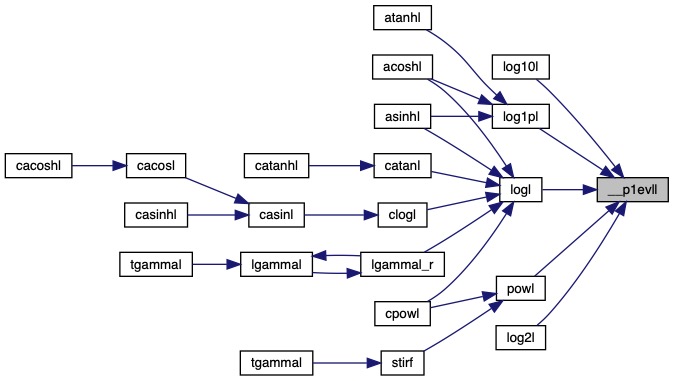 atanhl
acoshl
log10l
asinhl
log1pl
cacoshl
cacosl
catanhl
catanl
logl
__p1evll
casinhl
casinl
clogl
tgammal
lgammal
lgammal_r
powl
cpowl
log2l
tgammal
stirf